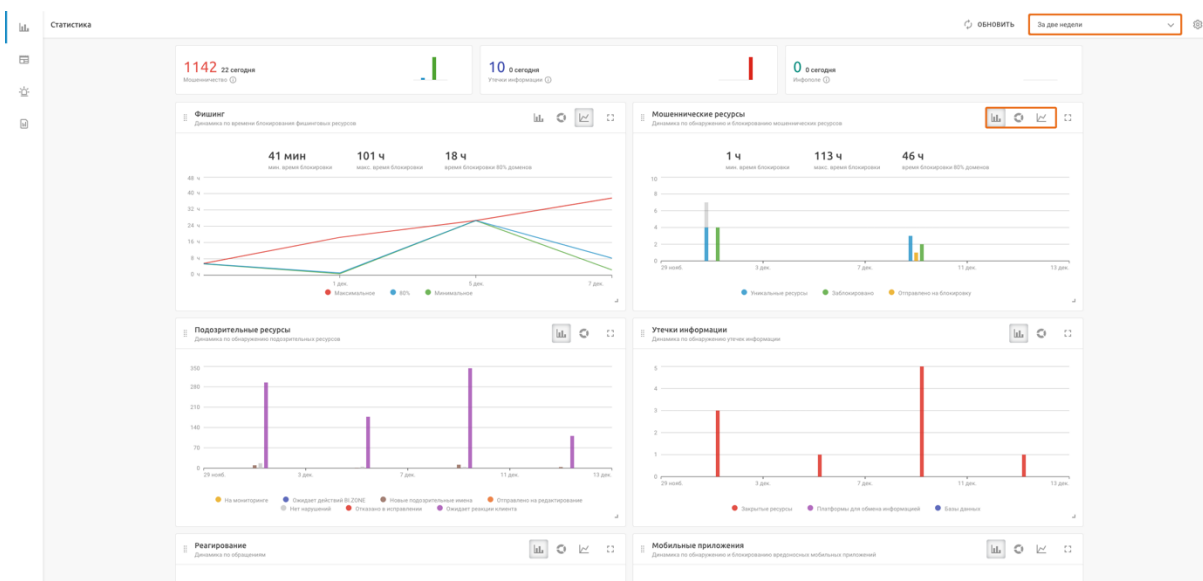 Статистика
ОБНОВИТЬ
За две недели
1142 22 сегодня
Мошенничество
10 0 сегодня
Утечки информации
0 0 сегодня
Инфополе
Фишинг
Динамика по времени блокирования фишинговых ресурсов
41 мин 101 ч 18 ч
мин. время блокировки макс. время блокировки время блокировки 80% доменов
48 ч
40 ч
32 ч
24 ч
16 ч
8 ч
0 ч
1 дек. 5 дек. 7 дек.
Максимальное 80% Минимальное
Мошеннические ресурсы
Динамика по обнаружению и блокированию мошеннических ресурсов
1 ч 113 ч 46 ч
мин. время блокировки макс. время блокировки время блокировки 80% доменов
10
8
6
4
2
0
29 нояб. 3 дек. 7 дек. 11 дек. 13 дек.
Уникальные ресурсы Заблокировано Отправлено на блокировку
Подозрительные ресурсы
Динамика по обнаружению подозрительных ресурсов
350
280
210
140
70
0
29 нояб. 3 дек. 7 дек. 11 дек. 13 дек.
На мониторинге Ожидает действий BI.ZONE Новые подозрительные имена Отправлено на редактирование
Нет нарушений Отказано в исправлении Ожидает реакции клиента
Утечки информации
Динамика по обнаружению утечек информации
5
4
3
2
1
0
29 нояб. 3 дек. 7 дек. 11 дек. 13 дек.
Закрытые ресурсы Платформы для обмена информацией Базы данных
Реагирование
Динамика по обращениям
Мобильные приложения
Динамика по обнаружению и блокированию вредоносных мобильных приложений